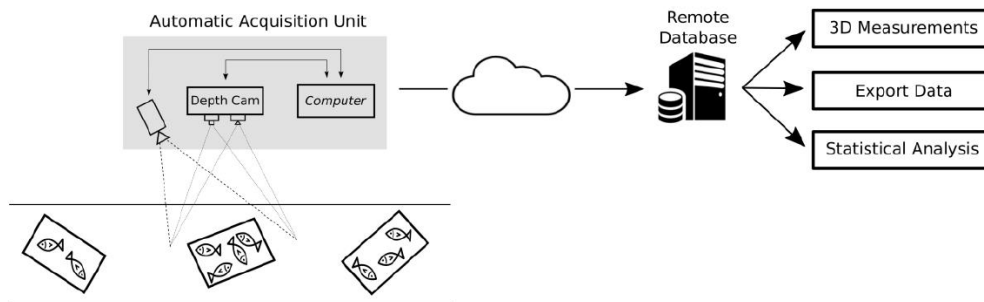 Automatic Acquisition Unit
Depth Cam
Computer
Remote
Database
3D Measurements
Export Data
Statistical Analysis